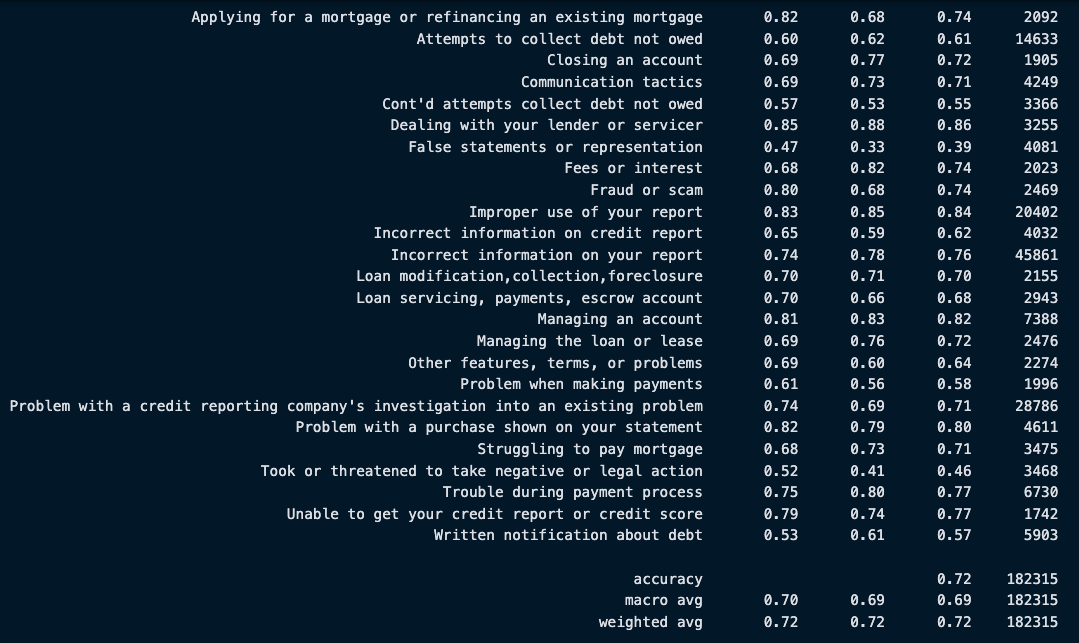 Applying for a mortgage or refinancing an existing mortgage 0.82 0.68 0.74 2092
Attempts to collect debt not owed 0.60 0.62 0.61 14633
Closing an account 0.69 0.77 0.72 1905
Communication tactics 0.69 0.73 0.71 4249
Cont'd attempts collect debt not owed 0.57 0.53 0.55 3366
Dealing with your lender or servicer 0.85 0.88 0.86 3255
False statements or representation 0.47 0.33 0.39 4081
Fees or interest 0.68 0.82 0.74 2023
Fraud or scam 0.80 0.68 0.74 2469
Improper use of your report 0.83 0.85 0.84 20402
Incorrect information on credit report 0.65 0.59 0.62 4032
Incorrect information on your report 0.74 0.78 0.76 45861
Loan modification,collection,foreclosure 0.70 0.71 0.70 2155
Loan servicing, payments, escrow account 0.70 0.66 0.68 2943
Managing an account 0.81 0.83 0.82 7388
Managing the loan or lease 0.69 0.76 0.72 2476
Other features, terms, or problems 0.69 0.60 0.64 2274
Problem when making payments 0.61 0.56 0.58 1996
Problem with a credit reporting company's investigation into an existing problem 0.74 0.69 0.71 28786
Problem with a purchase shown on your statement 0.82 0.79 0.80 4611
Struggling to pay mortgage 0.68 0.73 0.71 3475
Took or threatened to take negative or legal action 0.52 0.41 0.46 3468
Trouble during payment process 0.75 0.80 0.77 6730
Unable to get your credit report or credit score 0.79 0.74 0.77 1742
Written notification about debt 0.53 0.61 0.57 5903
accuracy 0.72 182315
macro avg 0.70 0.69 0.69 182315
weighted avg 0.72 0.72 0.72 182315